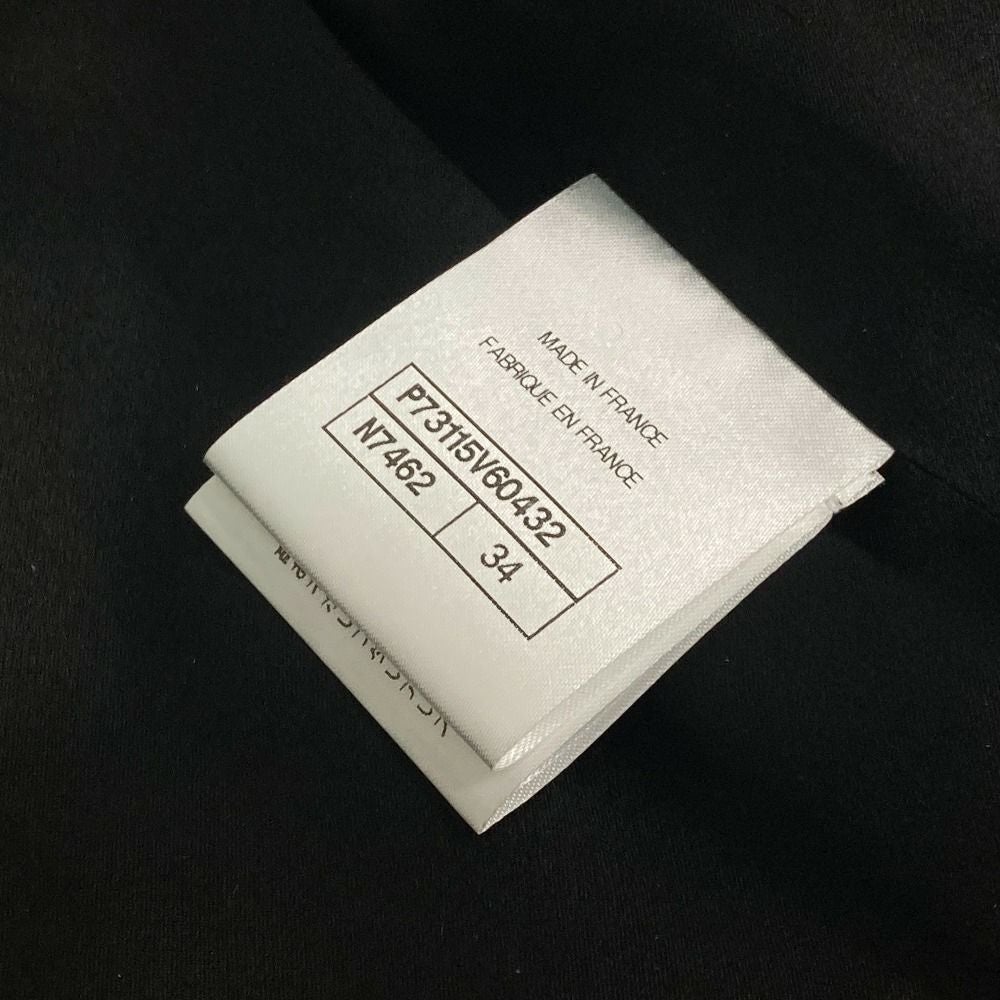 MADE IN FRANCE
FABRIQUE EN FRANCE
P73115V60432
N7462 34